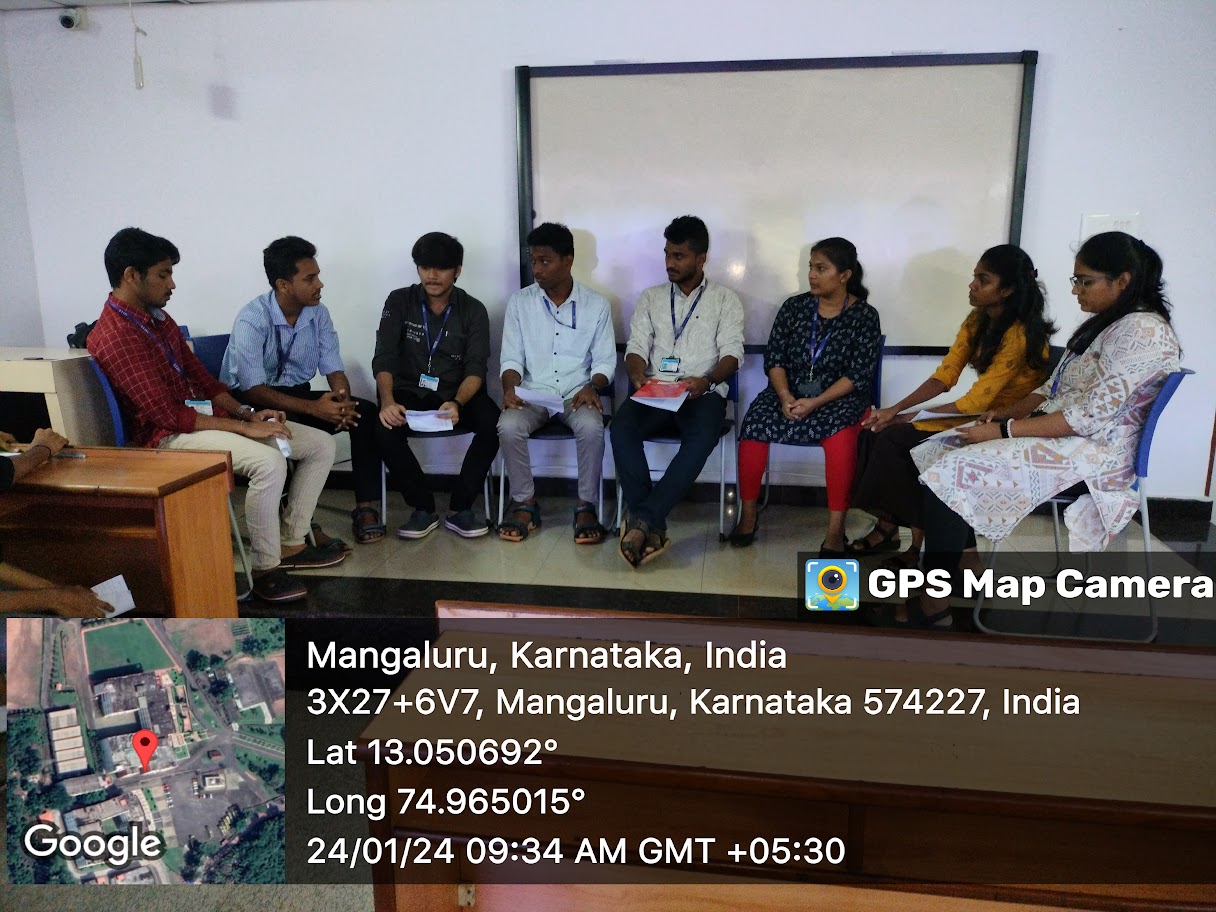 GPS Map Camera
Mangaluru, Karnataka, India
3X27+6V7, Mangaluru, Karnataka 574227, India
Lat 13.050692°
Long 74.965015°
24/01/24 09:34 AM GMT +05:30
Google